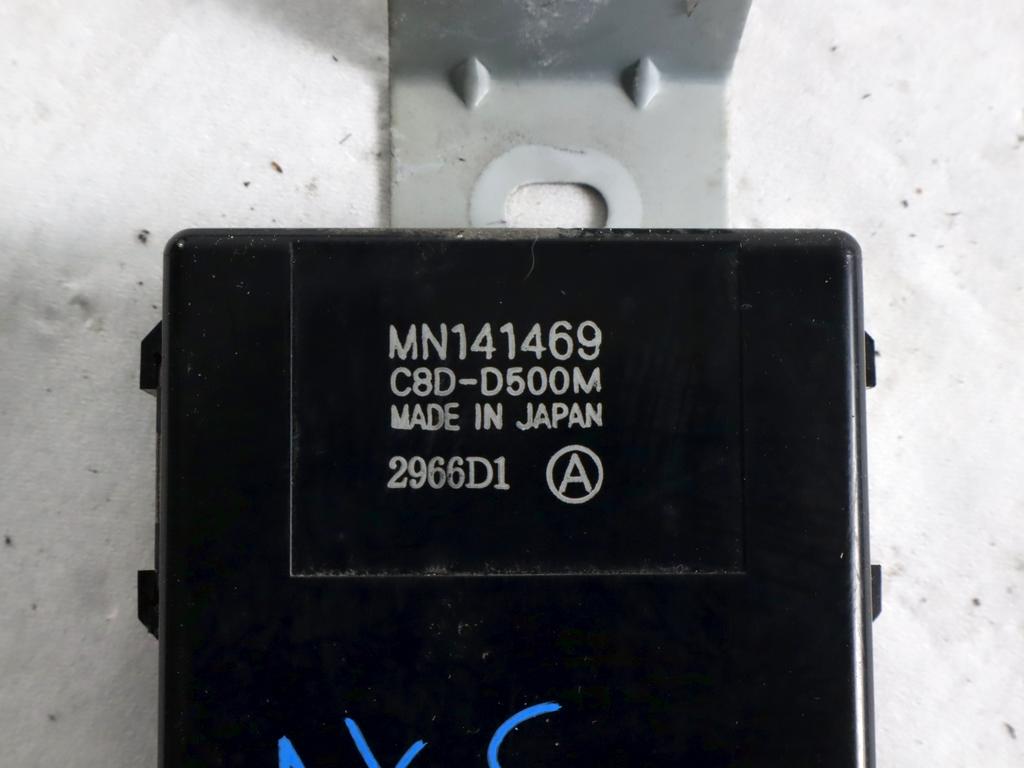 MN141469
C8D-D500M
MADE IN JAPAN
2966D1 A